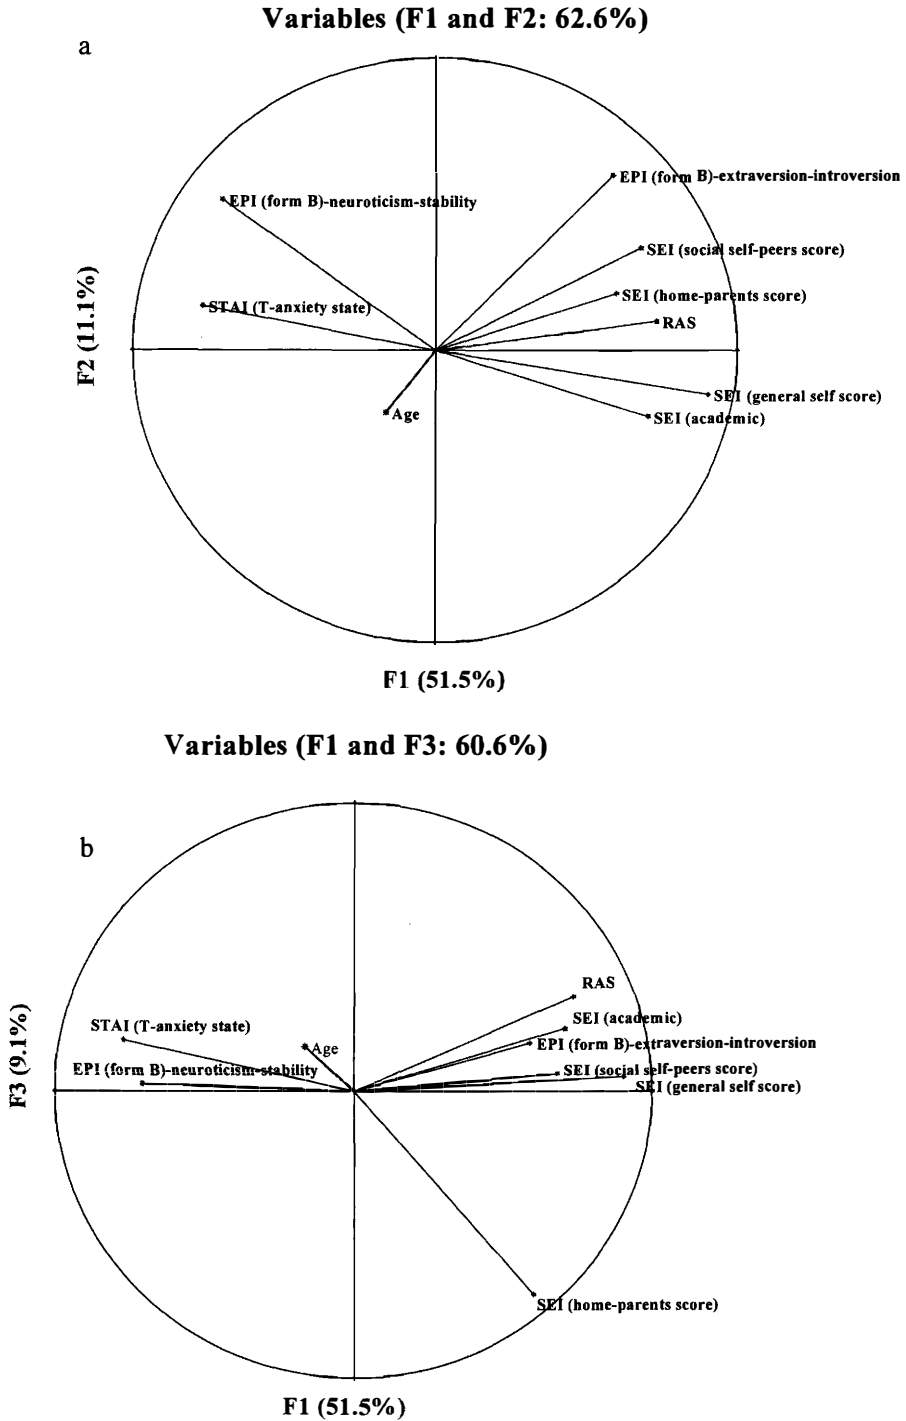 Variables (F1 and F2: 62.6%)
a
EPI (form B)-extraversion-introversion
EPI (form B)-neuroticism-stability
SEI (social self-peers score)
SEI (home-parents score)
STAI (T-anxiety state)
RAS
F2 (11.1%)
SEI (general self score)
Age
SEI (academic)
F1 (51.5%)
Variables (F1 and F3: 60.6%)
b
RAS
SEI (academic)
STAI (T-anxiety state)
Age
EPI (form B)-extraversion-introversion
F3 (9.1%)
EPI (form B)-neuroticism-stability
SEI (social self-peers score)
SEI (general self score)
SEI (home-parents score)
F1 (51.5%)